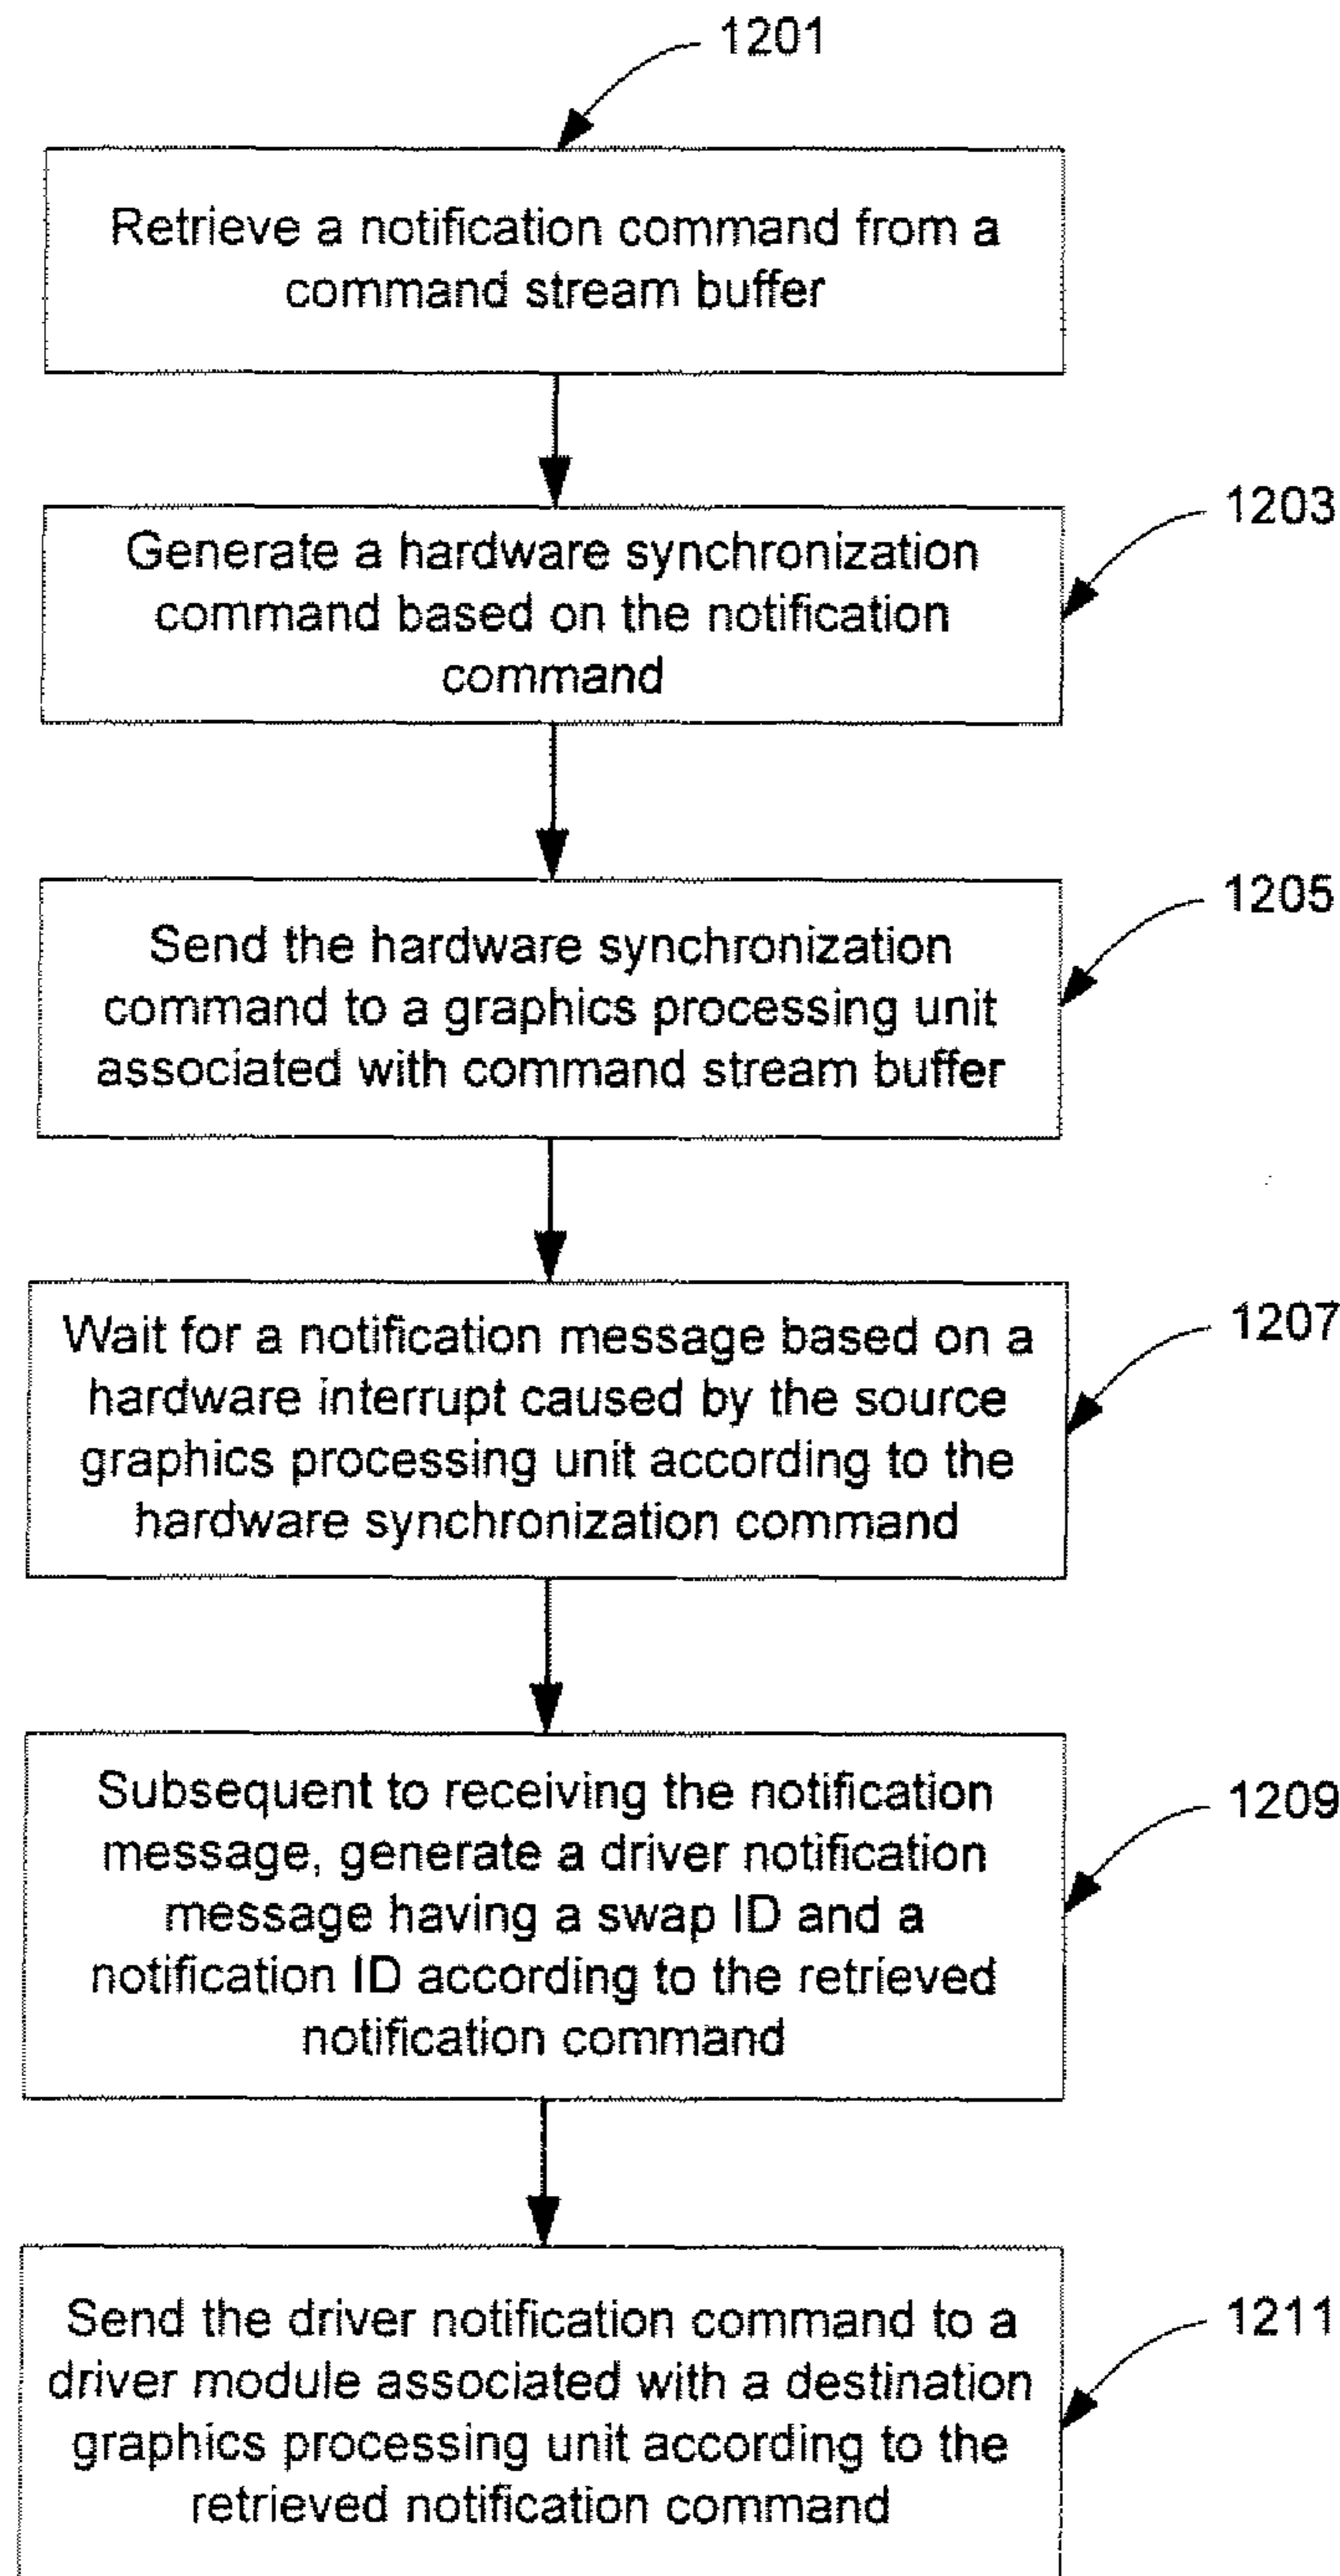 1201
Retrieve a notification command from a
command stream buffer
1203
Generate a hardware synchronization
command based on the notification
command
1205
Send the hardware synchronization
command to a graphics processing unit
associated with command stream buffer
1207
Wait for a notification message based on a
hardware interrupt caused by the source
graphics processing unit according to the
hardware synchronization command
1209
Subsequent to receiving the notification
message, generate a driver notification
message having a swap ID and a
notification ID according to the retrieved
notification command
1211
Send the driver notification command to a
driver module associated with a destination
graphics processing unit according to the
retrieved notification command